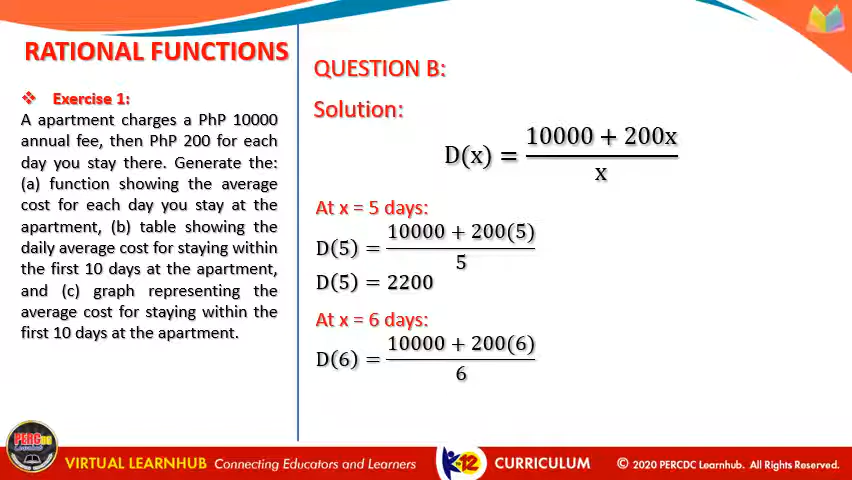 RATIONAL FUNCTIONS
❖ Exercise 1:
A apartment charges a PhP 10000
annual fee, then PhP 200 for each
day you stay there. Generate the:
(a) function showing the average
cost for each day you stay at the
apartment, (b) table showing the
daily average cost for staying within
the first 10 days at the apartment,
and (c) graph representing the
average cost for staying within the
first 10 days at the apartment.
QUESTION B:
Solution:
D(x) = (10000 + 200x)/x
At x = 5 days:
D(5) = (10000 + 200(5))/5
D(5) = 2200
At x = 6 days:
D(6) = (10000 + 200(6))/6
PERCDC
Learnhub
VIRTUAL LEARNHUB Connecting Educators and Learners
K to 12 CURRICULUM
© 2020 PERCDC Learnhub. All Rights Reserved.